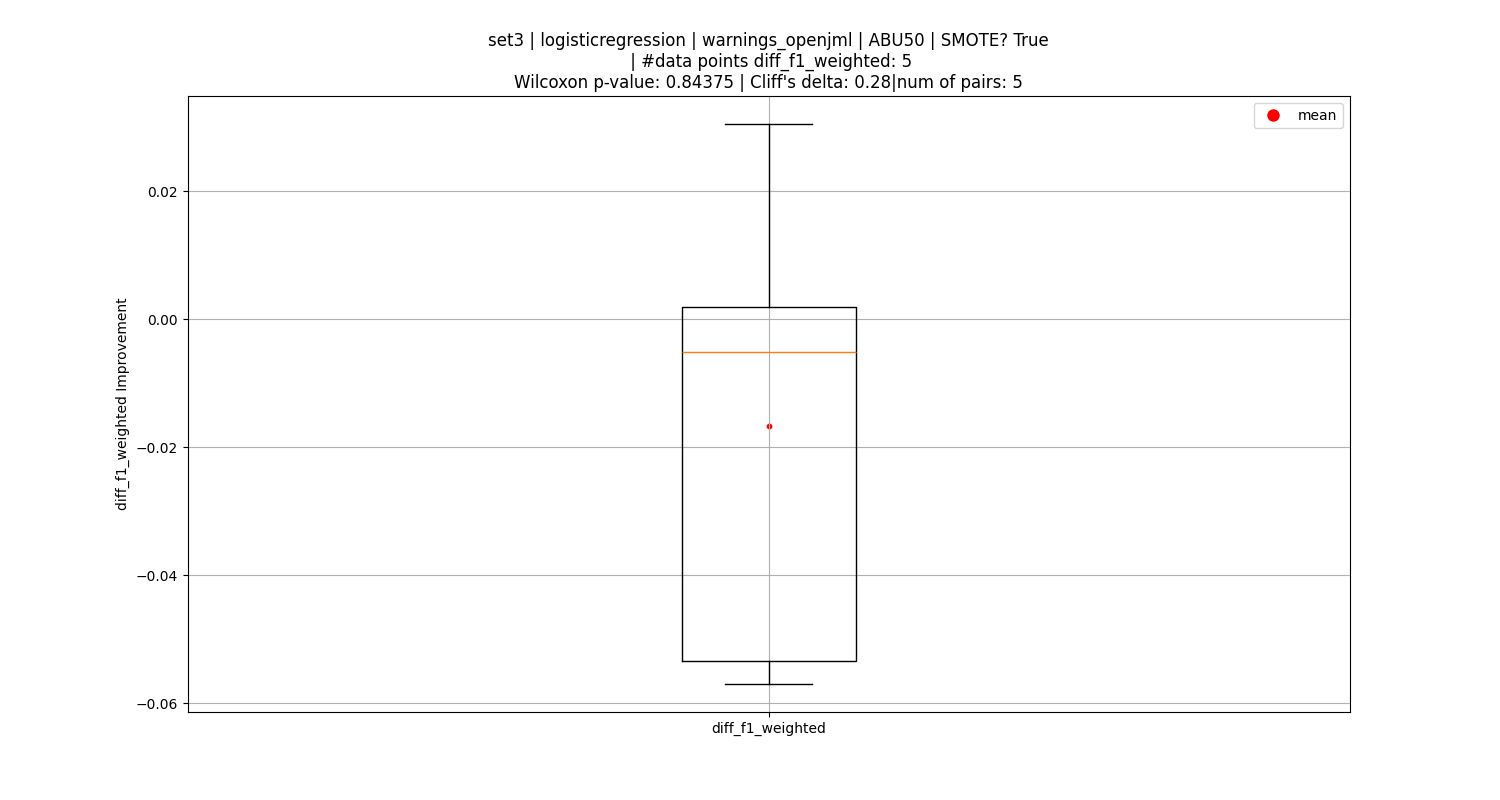 set3 | logisticregression | warnings_openjml | ABU50 | SMOTE? True
| #data points diff_f1_weighted: 5
Wilcoxon p-value: 0.84375 | Cliff's delta: 0.28|num of pairs: 5
mean
0.02
0.00
−0.02
−0.04
−0.06
diff_f1_weighted Improvement
diff_f1_weighted